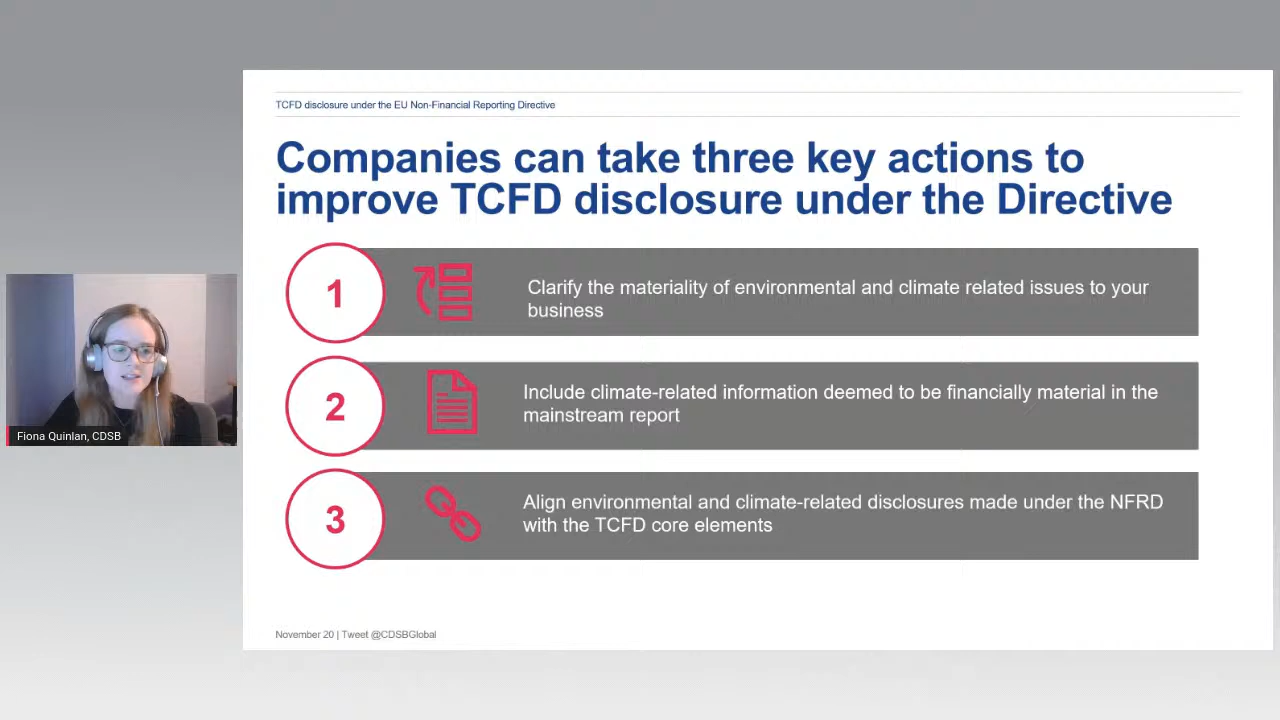 TCFD disclosure under the EU Non-Financial Reporting Directive
Companies can take three key actions to
improve TCFD disclosure under the Directive
1
Clarify the materiality of environmental and climate related issues to your
business
2
Include climate-related information deemed to be financially material in the
mainstream report
3
Align environmental and climate-related disclosures made under the NFRD
with the TCFD core elements
Fiona Quinlan, CDSB
November 20 | Tweet @CDSBGlobal